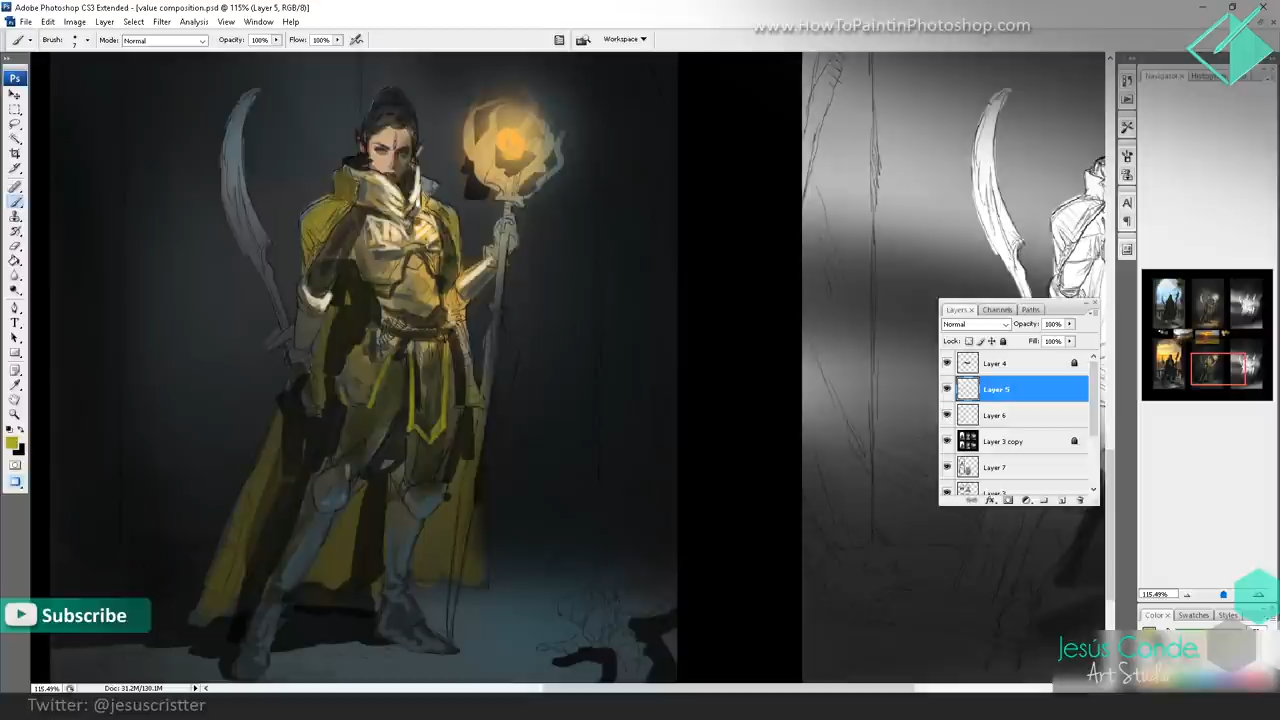 Adobe Photoshop CS3 Extended - [value composition.psd @ 115% (Layer 5, RGB/8)]
File Edit Image Layer Select Filter Analysis View Window Help
www.HowToPaintinPhotoshop.com
Brush: 7 Mode: Normal Opacity: 100% Flow: 100% Workspace
Ps
Navigator Histogr
Layers Channels Paths
Normal Opacity: 100%
Lock: Fill: 100%
Layer 4
Layer 5
Layer 6
Layer 3 copy
Layer 7
115.49%
Color Swatches Styles
Subscribe
Jesús Conde
Art Studio
115.49% Doc: 31.2M/130.1M
Twitter: @jesuscristter